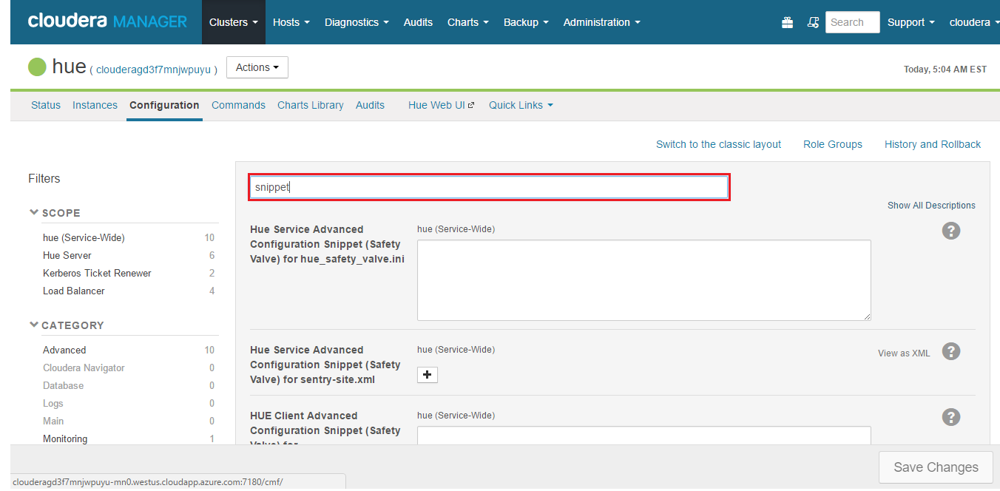 cloudera MANAGER Clusters Hosts Diagnostics Audits Charts Backup Administration Search Support cloudera
hue ( clouderagd3f7mnjwpuyu ) Actions
Today, 5:04 AM EST
Status Instances Configuration Commands Charts Library Audits Hue Web UI Quick Links
Switch to the classic layout Role Groups History and Rollback
Filters
SCOPE
hue (Service-Wide) 10
Hue Server 6
Kerberos Ticket Renewer 2
Load Balancer 4
CATEGORY
Advanced 10
Cloudera Navigator 0
Database 0
Logs 0
Main 0
Monitoring 1
snippet
Show All Descriptions
Hue Service Advanced
Configuration Snippet (Safety
Valve) for hue_safety_valve.ini
hue (Service-Wide)
?
Hue Service Advanced
Configuration Snippet (Safety
Valve) for sentry-site.xml
hue (Service-Wide)
+
View as XML ?
HUE Client Advanced
Configuration Snippet (Safety
Valve) for
hue (Service-Wide)
?
Save Changes
clouderagd3f7mnjwpuyu-mn0.westus.cloudapp.azure.com:7180/cmf/